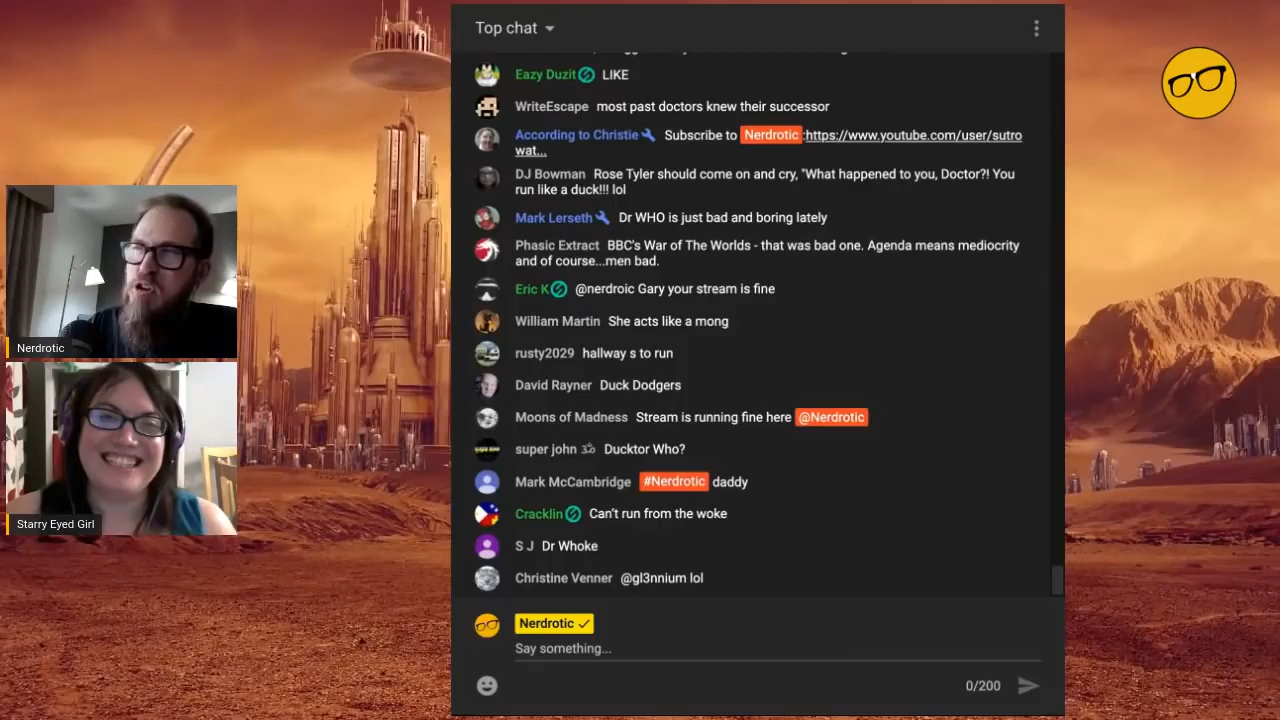 Top chat
Eazy Duzit LIKE
WriteEscape most past doctors knew their successor
According to Christie Subscribe to Nerdrotic:https://www.youtube.com/user/sutro
wat...
DJ Bowman Rose Tyler should come on and cry, "What happened to you, Doctor?! You
run like a duck!!! lol
Mark Lerseth Dr WHO is just bad and boring lately
Phasic Extract BBC's War of The Worlds - that was bad one. Agenda means mediocrity
and of course...men bad.
Eric K @nerdroic Gary your stream is fine
William Martin She acts like a mong
rusty2029 hallway s to run
David Rayner Duck Dodgers
Moons of Madness Stream is running fine here @Nerdrotic
super john ॐ Ducktor Who?
Mark McCambridge #Nerdrotic daddy
Cracklin Can't run from the woke
S J Dr Whoke
Christine Venner @gl3nnium lol
Nerdrotic
Say something...
0/200
Nerdrotic
Starry Eyed Girl